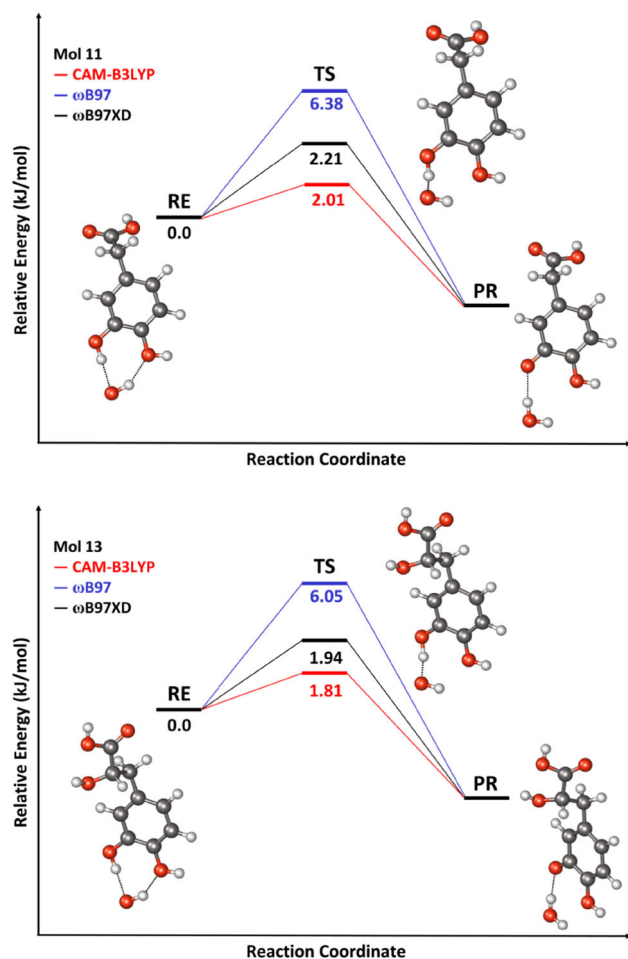 Mol 11
— CAM-B3LYP
— ωB97
— ωB97XD
TS
6.38
2.21
2.01
RE
0.0
PR
Relative Energy (kJ/mol)
Reaction Coordinate
Mol 13
— CAM-B3LYP
— ωB97
— ωB97XD
TS
6.05
1.94
1.81
RE
0.0
PR
Relative Energy (kJ/mol)
Reaction Coordinate